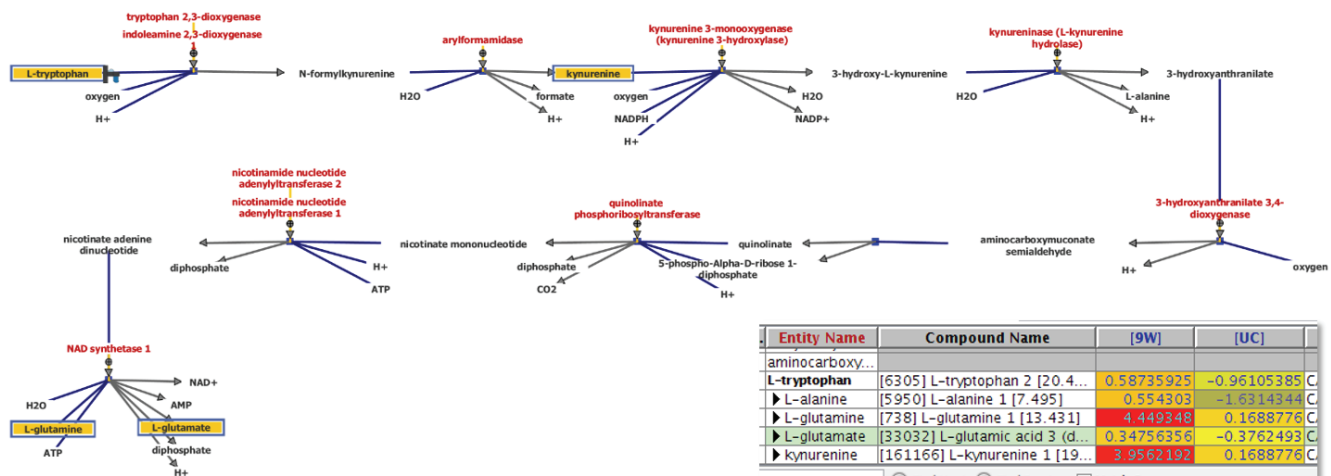 tryptophan 2,3-dioxygenase
indoleamine 2,3-dioxygenase
1
L-tryptophan
oxygen
H+
N-formylkynurenine
arylformamidase
H2O
kynurenine
formate
H+
kynurenine 3-monooxygenase
(kynurenine 3-hydroxylase)
oxygen
NADPH
H+
3-hydroxy-L-kynurenine
H2O
NADP+
kynureninase (L-kynurenine
hydrolase)
H2O
3-hydroxyanthranilate
L-alanine
H+
nicotinate adenine
dinucleotide
nicotinamide nucleotide
adenylyltransferase 2
nicotinamide nucleotide
adenylyltransferase 1
diphosphate
nicotinate mononucleotide
H+
ATP
quinolinate
phosphoribosyltransferase
diphosphate
CO2
quinolinate
5-phospho-Alpha-D-ribose 1-
diphosphate
H+
aminocarboxymuconate
semialdehyde
3-hydroxyanthranilate 3,4-
dioxygenase
H+
oxygen
NAD synthetase 1
H2O
L-glutamine
ATP
NAD+
AMP
L-glutamate
diphosphate
H+
. Entity Name Compound Name [9W] [UC]
aminocarboxy...
L-tryptophan [6305] L-tryptophan 2 [20.4... 0.58735925 -0.96105385
L-alanine [5950] L-alanine 1 [7.495] 0.554303 -1.6314344
L-glutamine [738] L-glutamine 1 [13.431] 4.449348 0.1688776
L-glutamate [33032] L-glutamic acid 3 (d... 0.34756356 -0.3762493
kynurenine [161166] L-kynurenine 1 [19... 3.9562192 0.1688776